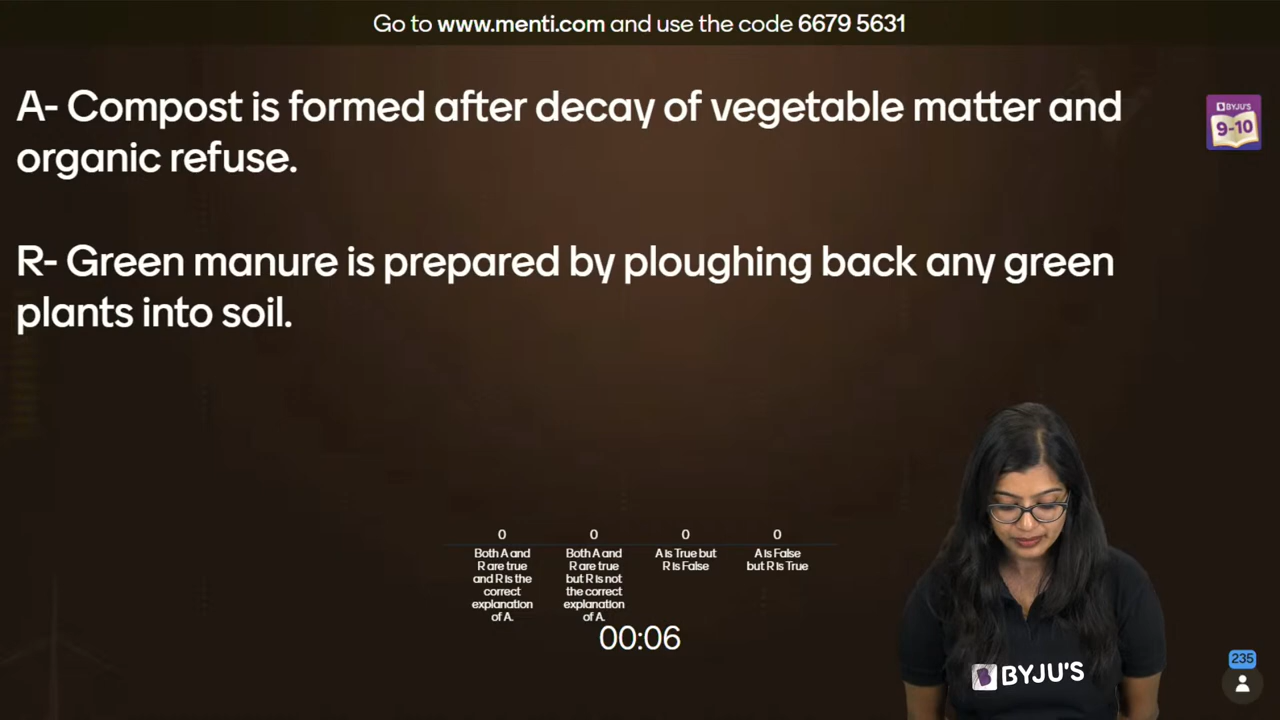 Go to www.menti.com and use the code 6679 5631
A- Compost is formed after decay of vegetable matter and
organic refuse.
BYJU'S
9-10
R- Green manure is prepared by ploughing back any green
plants into soil.
0
Both A and
R are true
and R is the
correct
explanation
of A.
0
Both A and
R are true
but R is not
the correct
explanation
of A.
0
A is True but
R is False
0
A is False
but R is True
00:06
BYJU'S
235